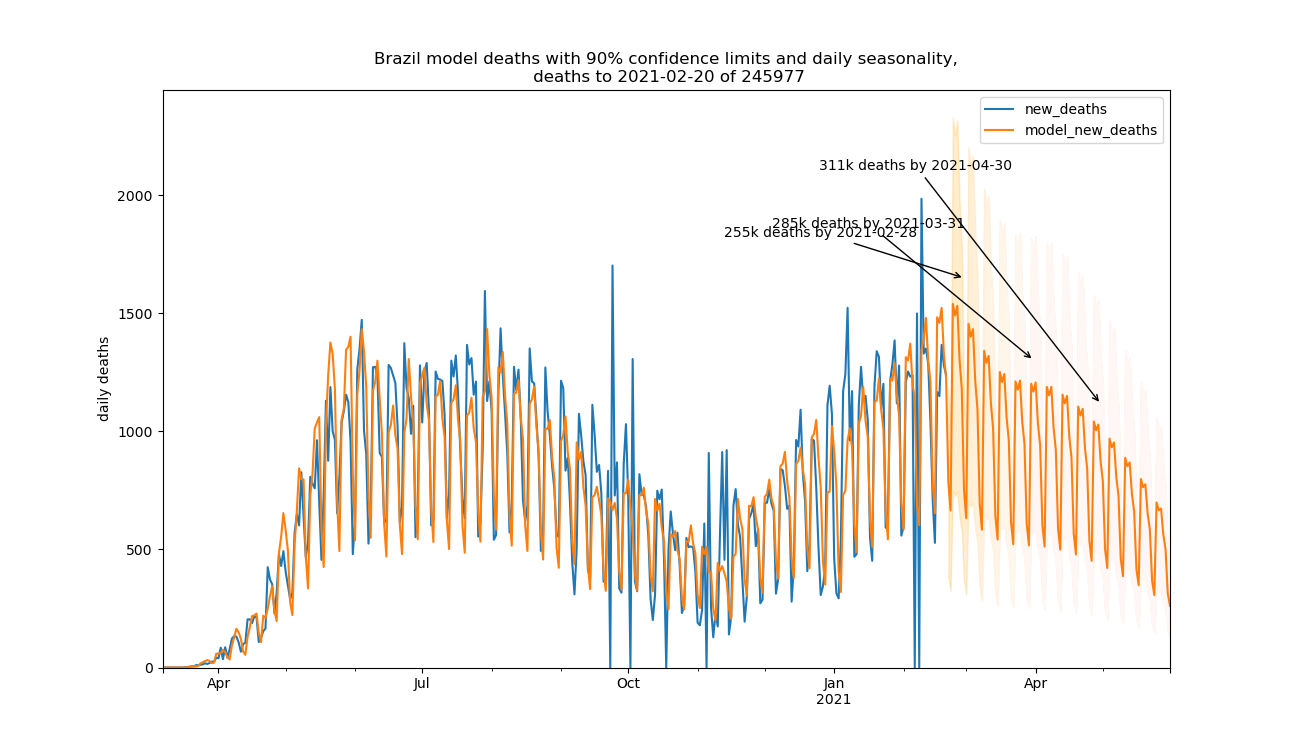 Brazil model deaths with 90% confidence limits and daily seasonality,
deaths to 2021-02-20 of 245977
new_deaths
model_new_deaths
311k deaths by 2021-04-30
285k deaths by 2021-03-31
255k deaths by 2021-02-28
daily deaths
2000
1500
1000
500
0
Apr
Jul
Oct
Jan
2021
Apr